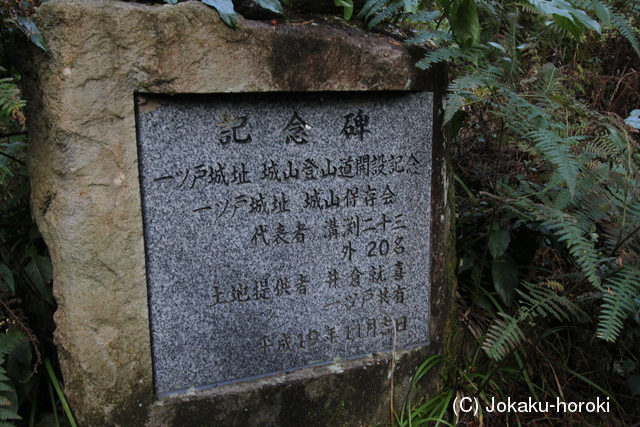 記念碑
一ツ戸城址 城山登山道開設記念
一ツ戸城址 城山保存会
代表者 溝渕二十三
外 20名
土地提供者 井倉就喜
一ツ戸共有
平成19年11月吉日
(C) Jokaku-horoki